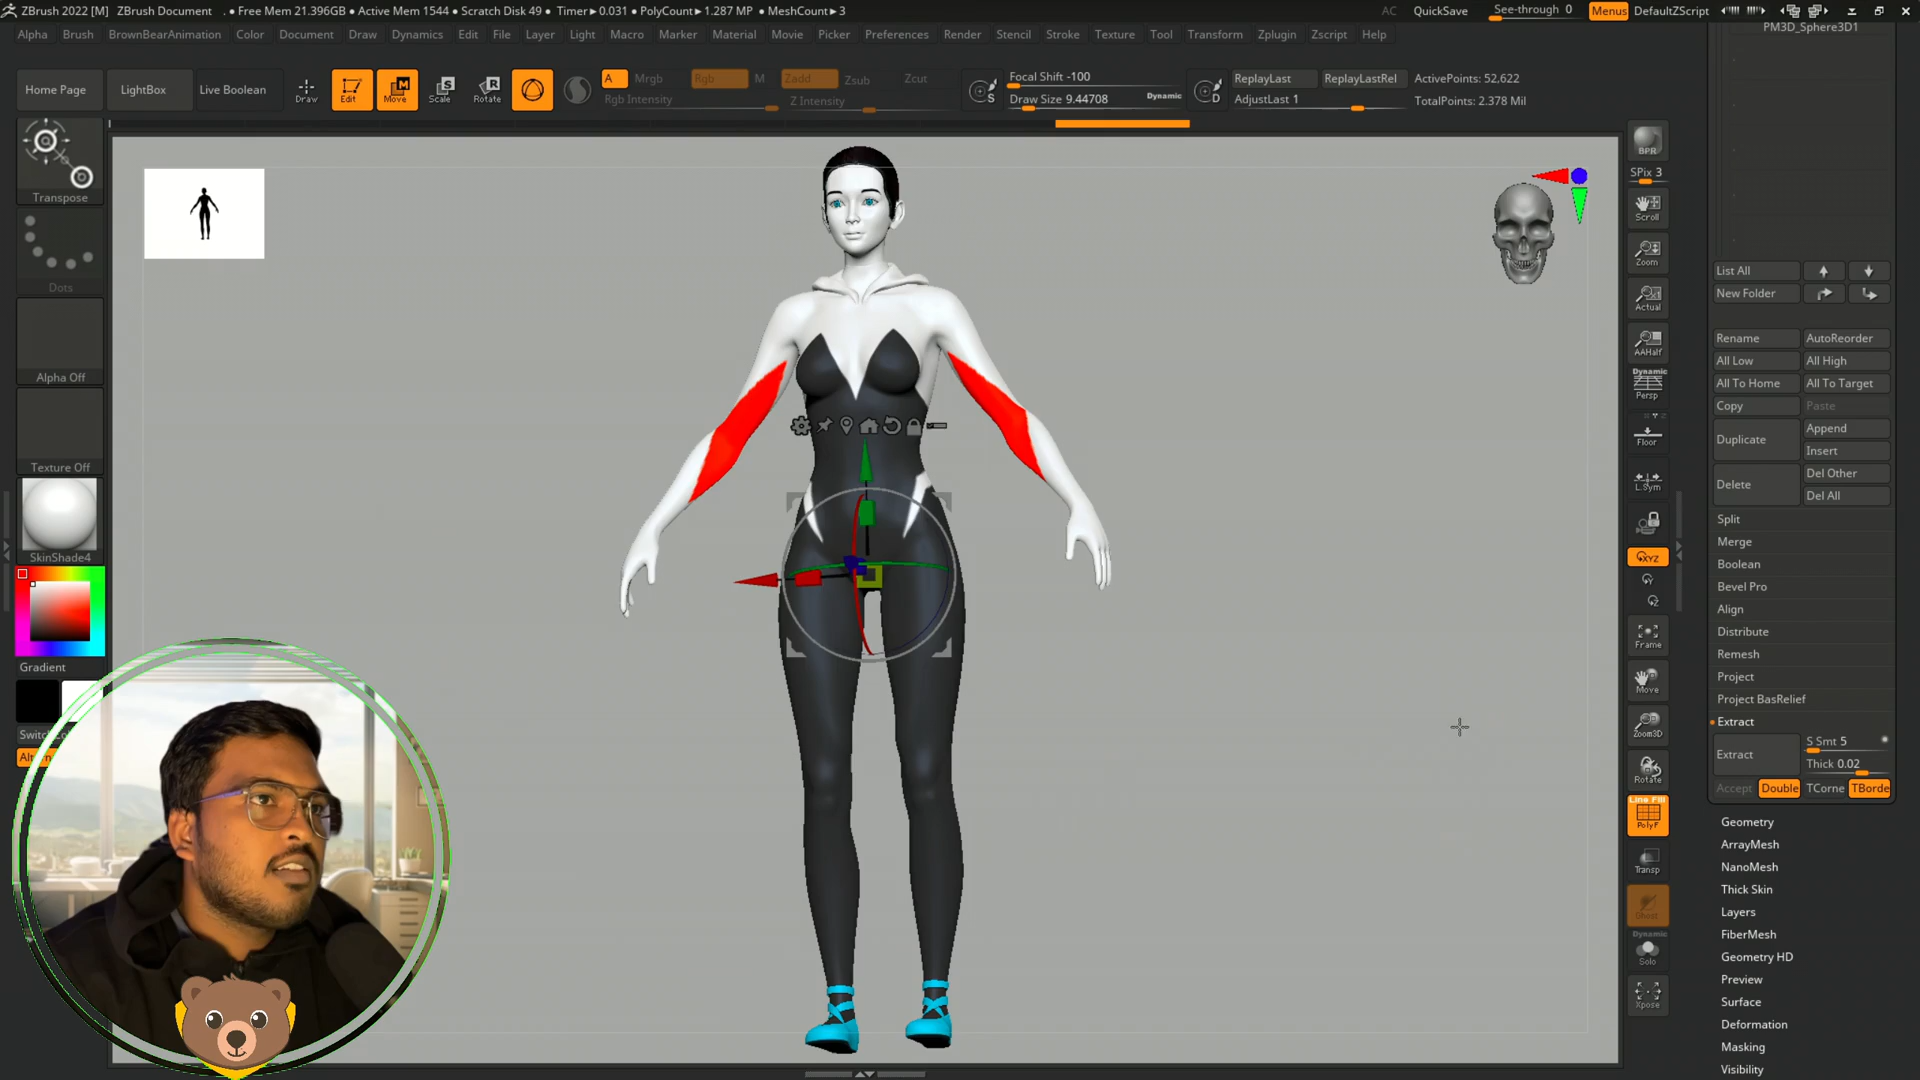 ZBrush 2022 [M] ZBrush Document . • Free Mem 21.396GB • Active Mem 1544 • Scratch Disk 49 • Timer►0.031 • PolyCount►1.287 MP • MeshCount►3 AC QuickSave See-through 0 Menus DefaultZScript
Alpha Brush BrownBearAnimation Color Document Draw Dynamics Edit File Layer Light Macro Marker Material Movie Picker Preferences Render Stencil Stroke Texture Tool Transform Zplugin Zscript Help
PM3D_Sphere3D1
Home Page LightBox Live Boolean Draw Edit Move Scale Rotate
A Mrgb Rgb M Zadd Zsub Zcut
Rgb Intensity Z Intensity
S Focal Shift -100
Draw Size 9.44708 Dynamic
D ReplayLast ReplayLastRel
AdjustLast 1
ActivePoints: 52,622
TotalPoints: 2.378 Mil
Transpose
Dots
Alpha Off
Texture Off
SkinShade4
Gradient
BPR
SPix 3
Scroll
Zoom
Actual
AAHalf
Dynamic
Persp
Floor
L.Sym
XYZ
Frame
Move
Zoom3D
Rotate
Line Fill
PolyF
Transp
Ghost
Dynamic
Solo
Xpose
List All
New Folder
Rename AutoReorder
All Low All High
All To Home All To Target
Copy Paste
Duplicate Append
Insert
Delete Del Other
Del All
Split
Merge
Boolean
Bevel Pro
Align
Distribute
Remesh
Project
Project BasRelief
Extract
Extract S Smt 5
Thick 0.02
Accept Double TCorne TBorde
Geometry
ArrayMesh
NanoMesh
Thick Skin
Layers
FiberMesh
Geometry HD
Preview
Surface
Deformation
Masking
Visibility